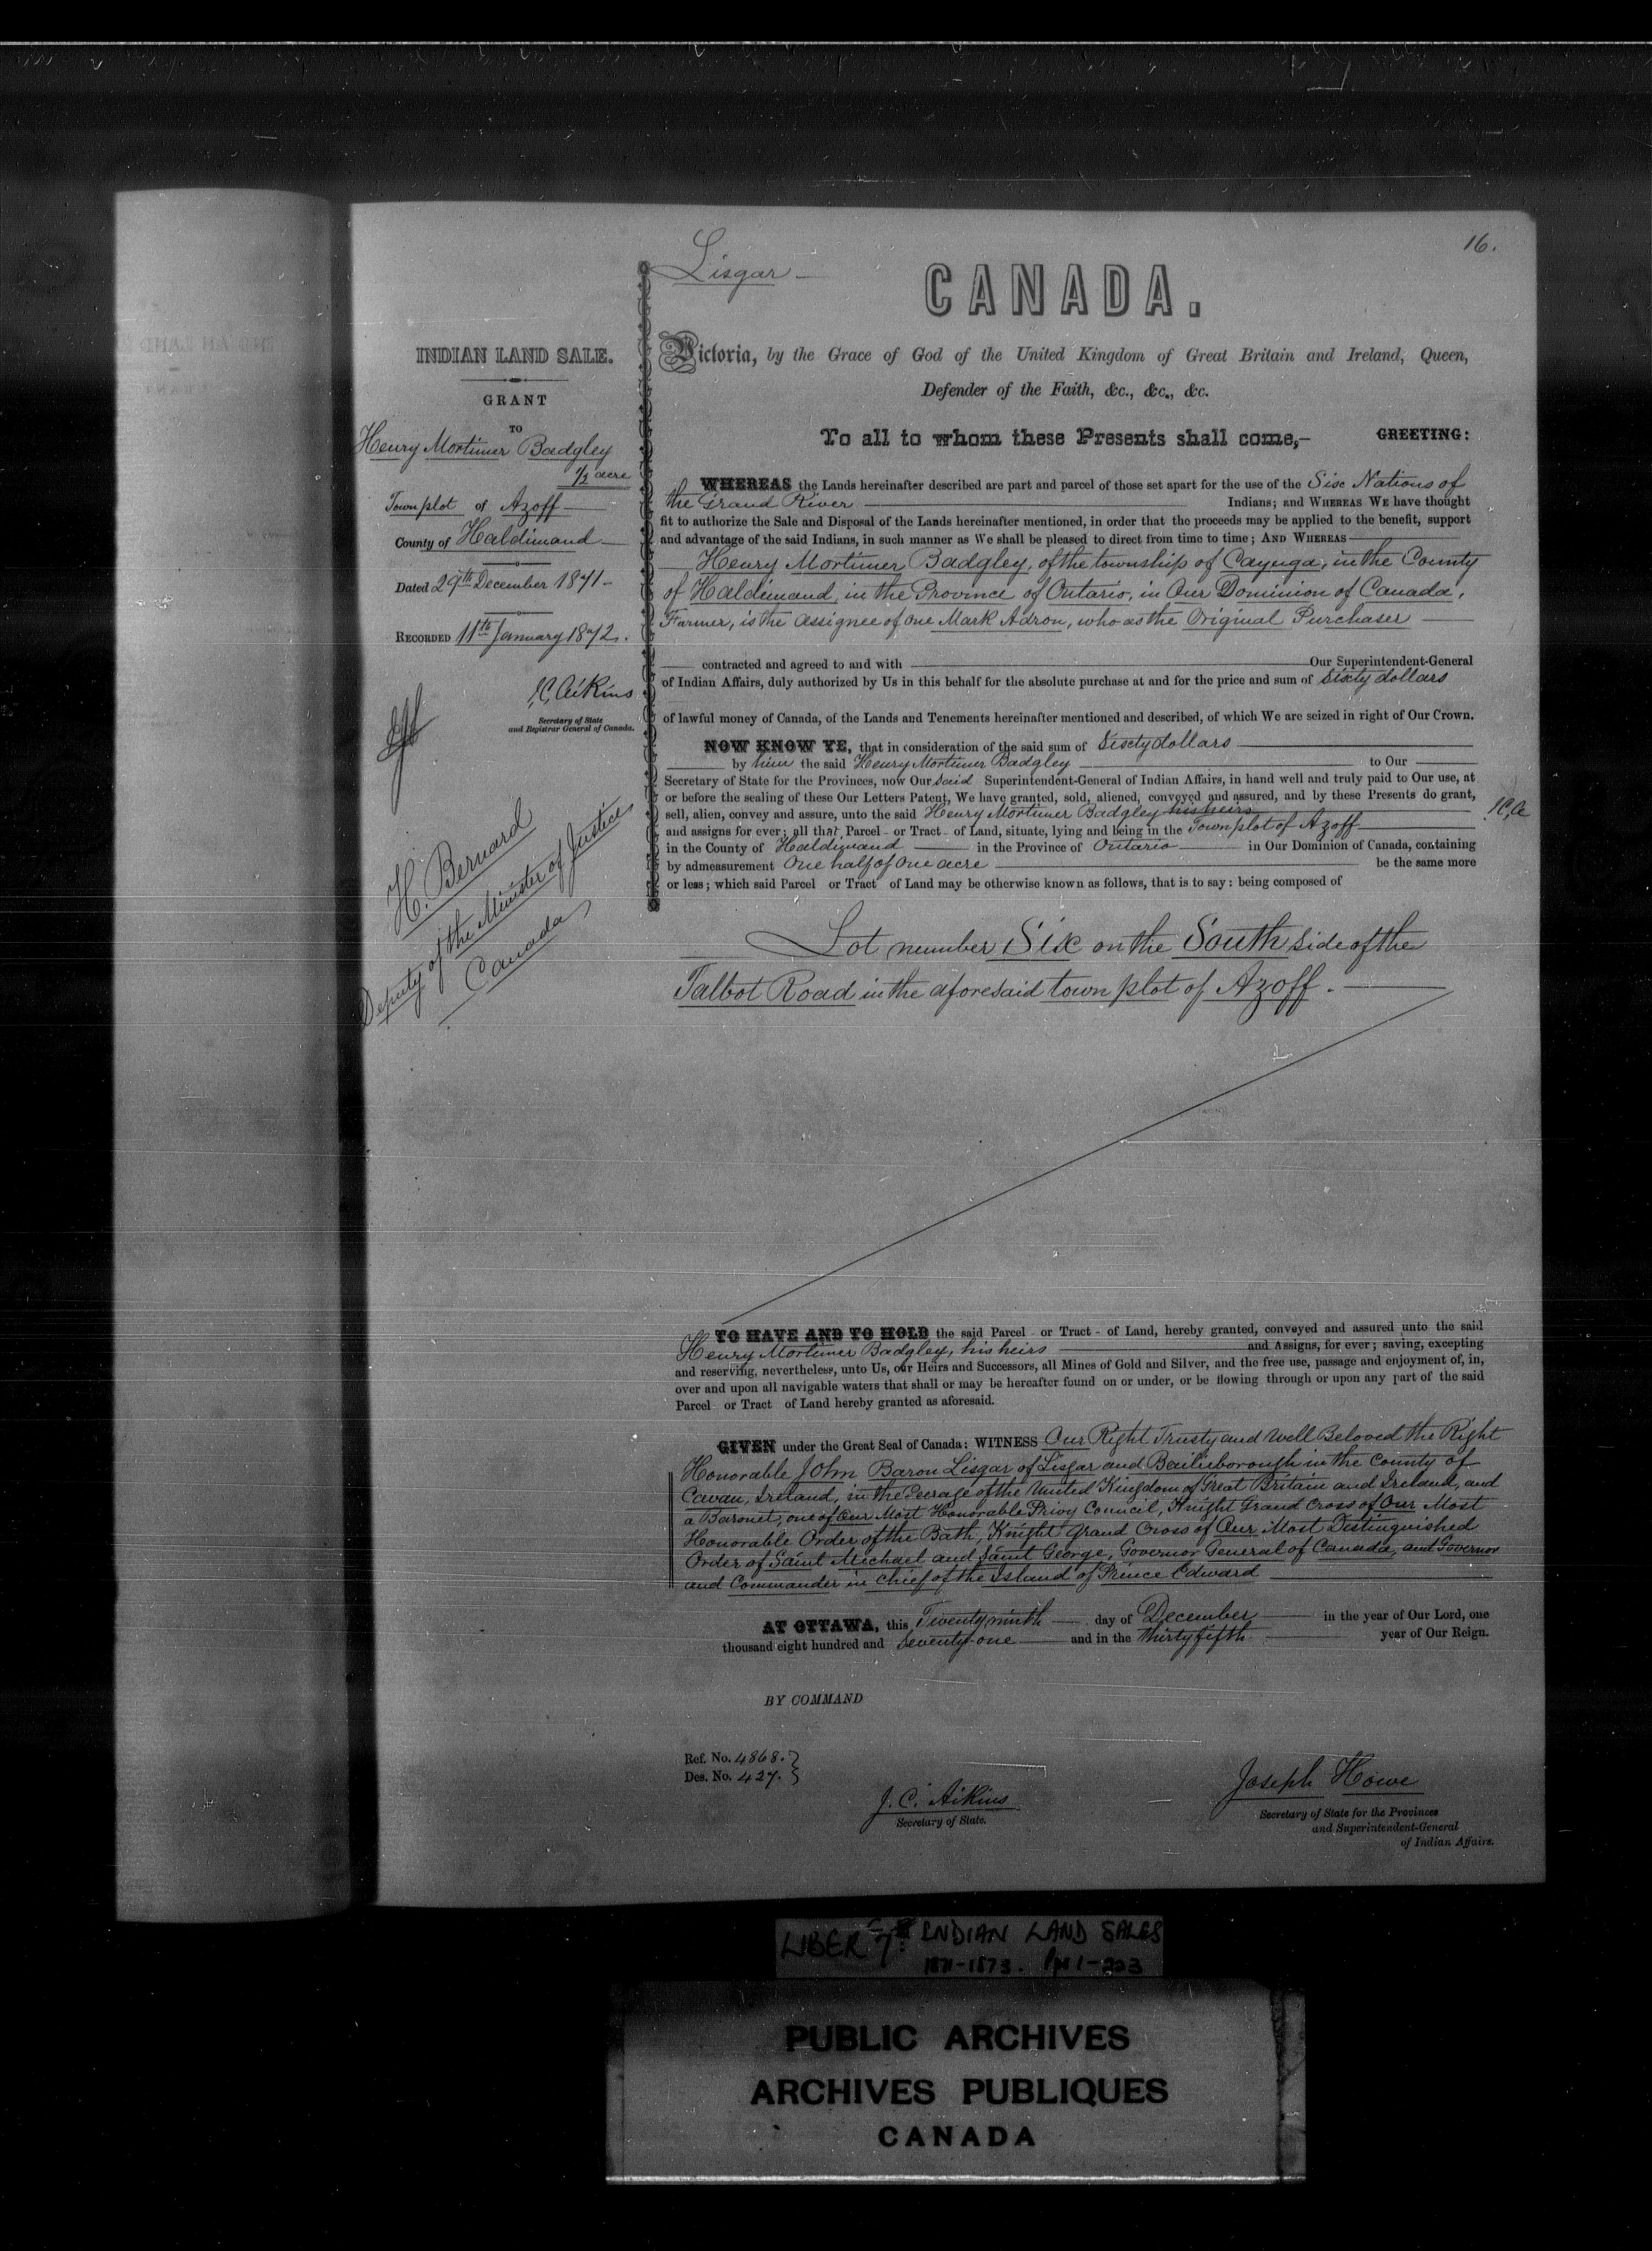 16.
Lisgar
CANADA.
Victoria, by the Grace of God of the United Kingdom of Great Britain and Ireland, Queen,
Defender of the Faith, &c., &c., &c.
To all to whom these Presents shall come,— GREETING:
INDIAN LAND SALE.
GRANT
TO
Henry Mortimer Badgley
1/2 acre
Town plot of Azoff
County of Haldimand
Dated 29th December 1871
RECORDED 11th January 1872.
J.C. Aikins
Secretary of State
and Registrar General of Canada.
H. Bernard
Deputy of the Minister of Justice
Canada
WHEREAS the Lands hereinafter described are part and parcel of those set apart for the use of the Six Nations of
the Grand River Indians; and WHEREAS WE have thought
fit to authorize the Sale and Disposal of the Lands hereinafter mentioned, in order that the proceeds may be applied to the benefit, support
and advantage of the said Indians, in such manner as We shall be pleased to direct from time to time; AND WHEREAS
Henry Mortimer Badgley, of the township of Cayuga, in the County
of Haldimand, in the Province of Ontario, in Our Dominion of Canada,
Farmer, is the assignee of one Mark Adron, who as the Original Purchaser
contracted and agreed to and with Our Superintendent-General
of Indian Affairs, duly authorized by Us in this behalf for the absolute purchase at and for the price and sum of Sixty dollars
of lawful money of Canada, of the Lands and Tenements hereinafter mentioned and described, of which We are seized in right of Our Crown.
NOW KNOW YE, that in consideration of the said sum of Sixty dollars
by him the said Henry Mortimer Badgley to Our
Secretary of State for the Provinces, now Our said Superintendent-General of Indian Affairs, in hand well and truly paid to Our use, at
or before the sealing of these Our Letters Patent, We have granted, sold, aliened, conveyed and assured, and by these Presents do grant,
sell, alien, convey and assure, unto the said Henry Mortimer Badgley his heirs
and assigns for ever; all that Parcel or Tract of Land, situate, lying and being in the Town plot of Azoff
in the County of Haldimand in the Province of Ontario in Our Dominion of Canada, containing
by admeasurement One half of one acre be the same more
or less; which said Parcel or Tract of Land may be otherwise known as follows, that is to say: being composed of
Lot number Six on the South side of the
Talbot Road in the aforesaid town plot of Azoff.
TO HAVE AND TO HOLD the said Parcel or Tract of Land, hereby granted, conveyed and assured unto the said
Henry Mortimer Badgley, his heirs and Assigns, for ever; saving, excepting
and reserving, nevertheless, unto Us, our Heirs and Successors, all Mines of Gold and Silver, and the free use, passage and enjoyment of, in,
over and upon all navigable waters that shall or may be hereafter found on or under, or be flowing through or upon any part of the said
Parcel or Tract of Land hereby granted as aforesaid.
GIVEN under the Great Seal of Canada: WITNESS Our Right Trusty and Well Beloved the Right
Honorable John Baron Lisgar of Lisgar and Bailieborough in the County of
Cavan, Ireland, in the Peerage of the United Kingdom of Great Britain and Ireland, and
a Baronet, one of Our Most Honorable Privy Council, Knight Grand Cross of Our Most
Honorable Order of the Bath, Knight Grand Cross of Our Most Distinguished
Order of Saint Michael and Saint George, Governor General of Canada, and Governor
and Commander in Chief of the Island of Prince Edward
AT OTTAWA, this Twenty ninth day of December in the year of Our Lord, one
thousand eight hundred and Seventy-one and in the Thirty fifth year of Our Reign.
BY COMMAND
Ref. No. 4868.
Des. No. 427.
J. C. Aikins
Secretary of State.
Joseph Howe
Secretary of State for the Provinces
and Superintendent-General
of Indian Affairs.
LIBER 7 INDIAN LAND SALES
1871-1873.
PUBLIC ARCHIVES
ARCHIVES PUBLIQUES
CANADA